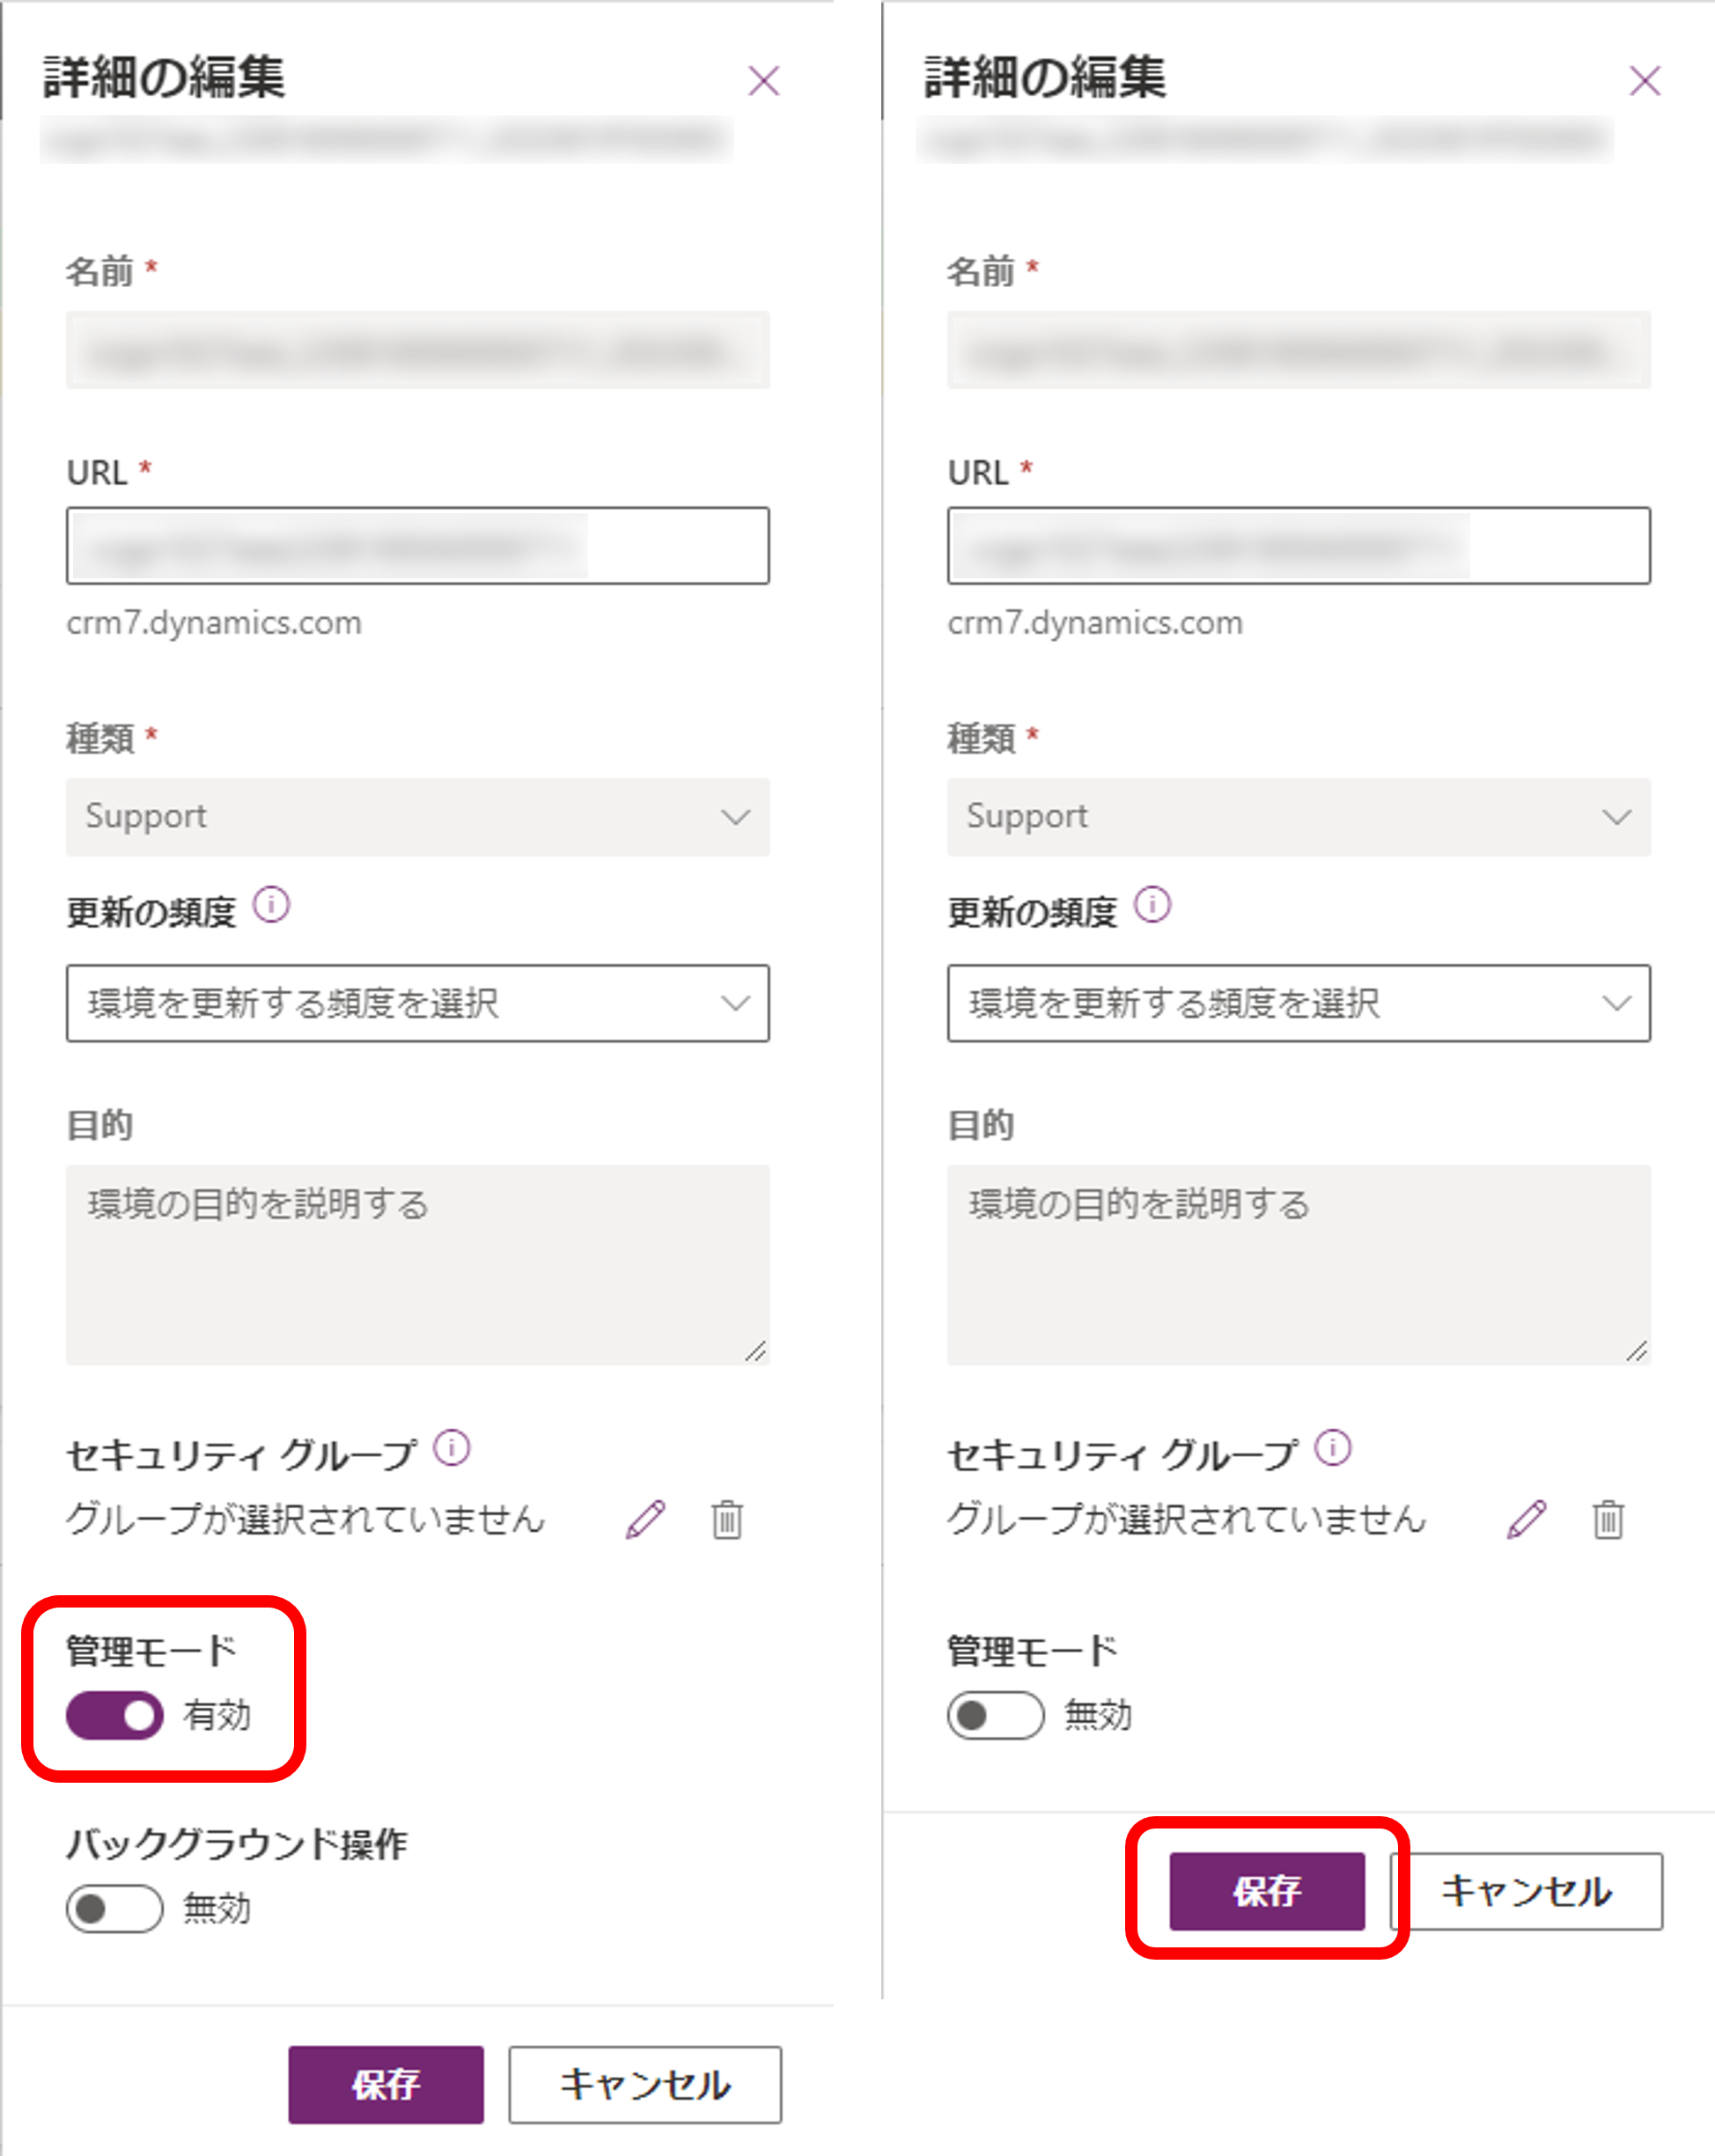 詳細の編集
名前 *
URL *
crm7.dynamics.com
種類 *
Support
更新の頻度
環境を更新する頻度を選択
目的
環境の目的を説明する
セキュリティ グループ
グループが選択されていません
管理モード
有効
バックグラウンド操作
無効
保存 キャンセル
詳細の編集
名前 *
URL *
crm7.dynamics.com
種類 *
Support
更新の頻度
環境を更新する頻度を選択
目的
環境の目的を説明する
セキュリティ グループ
グループが選択されていません
管理モード
無効
保存 キャンセル